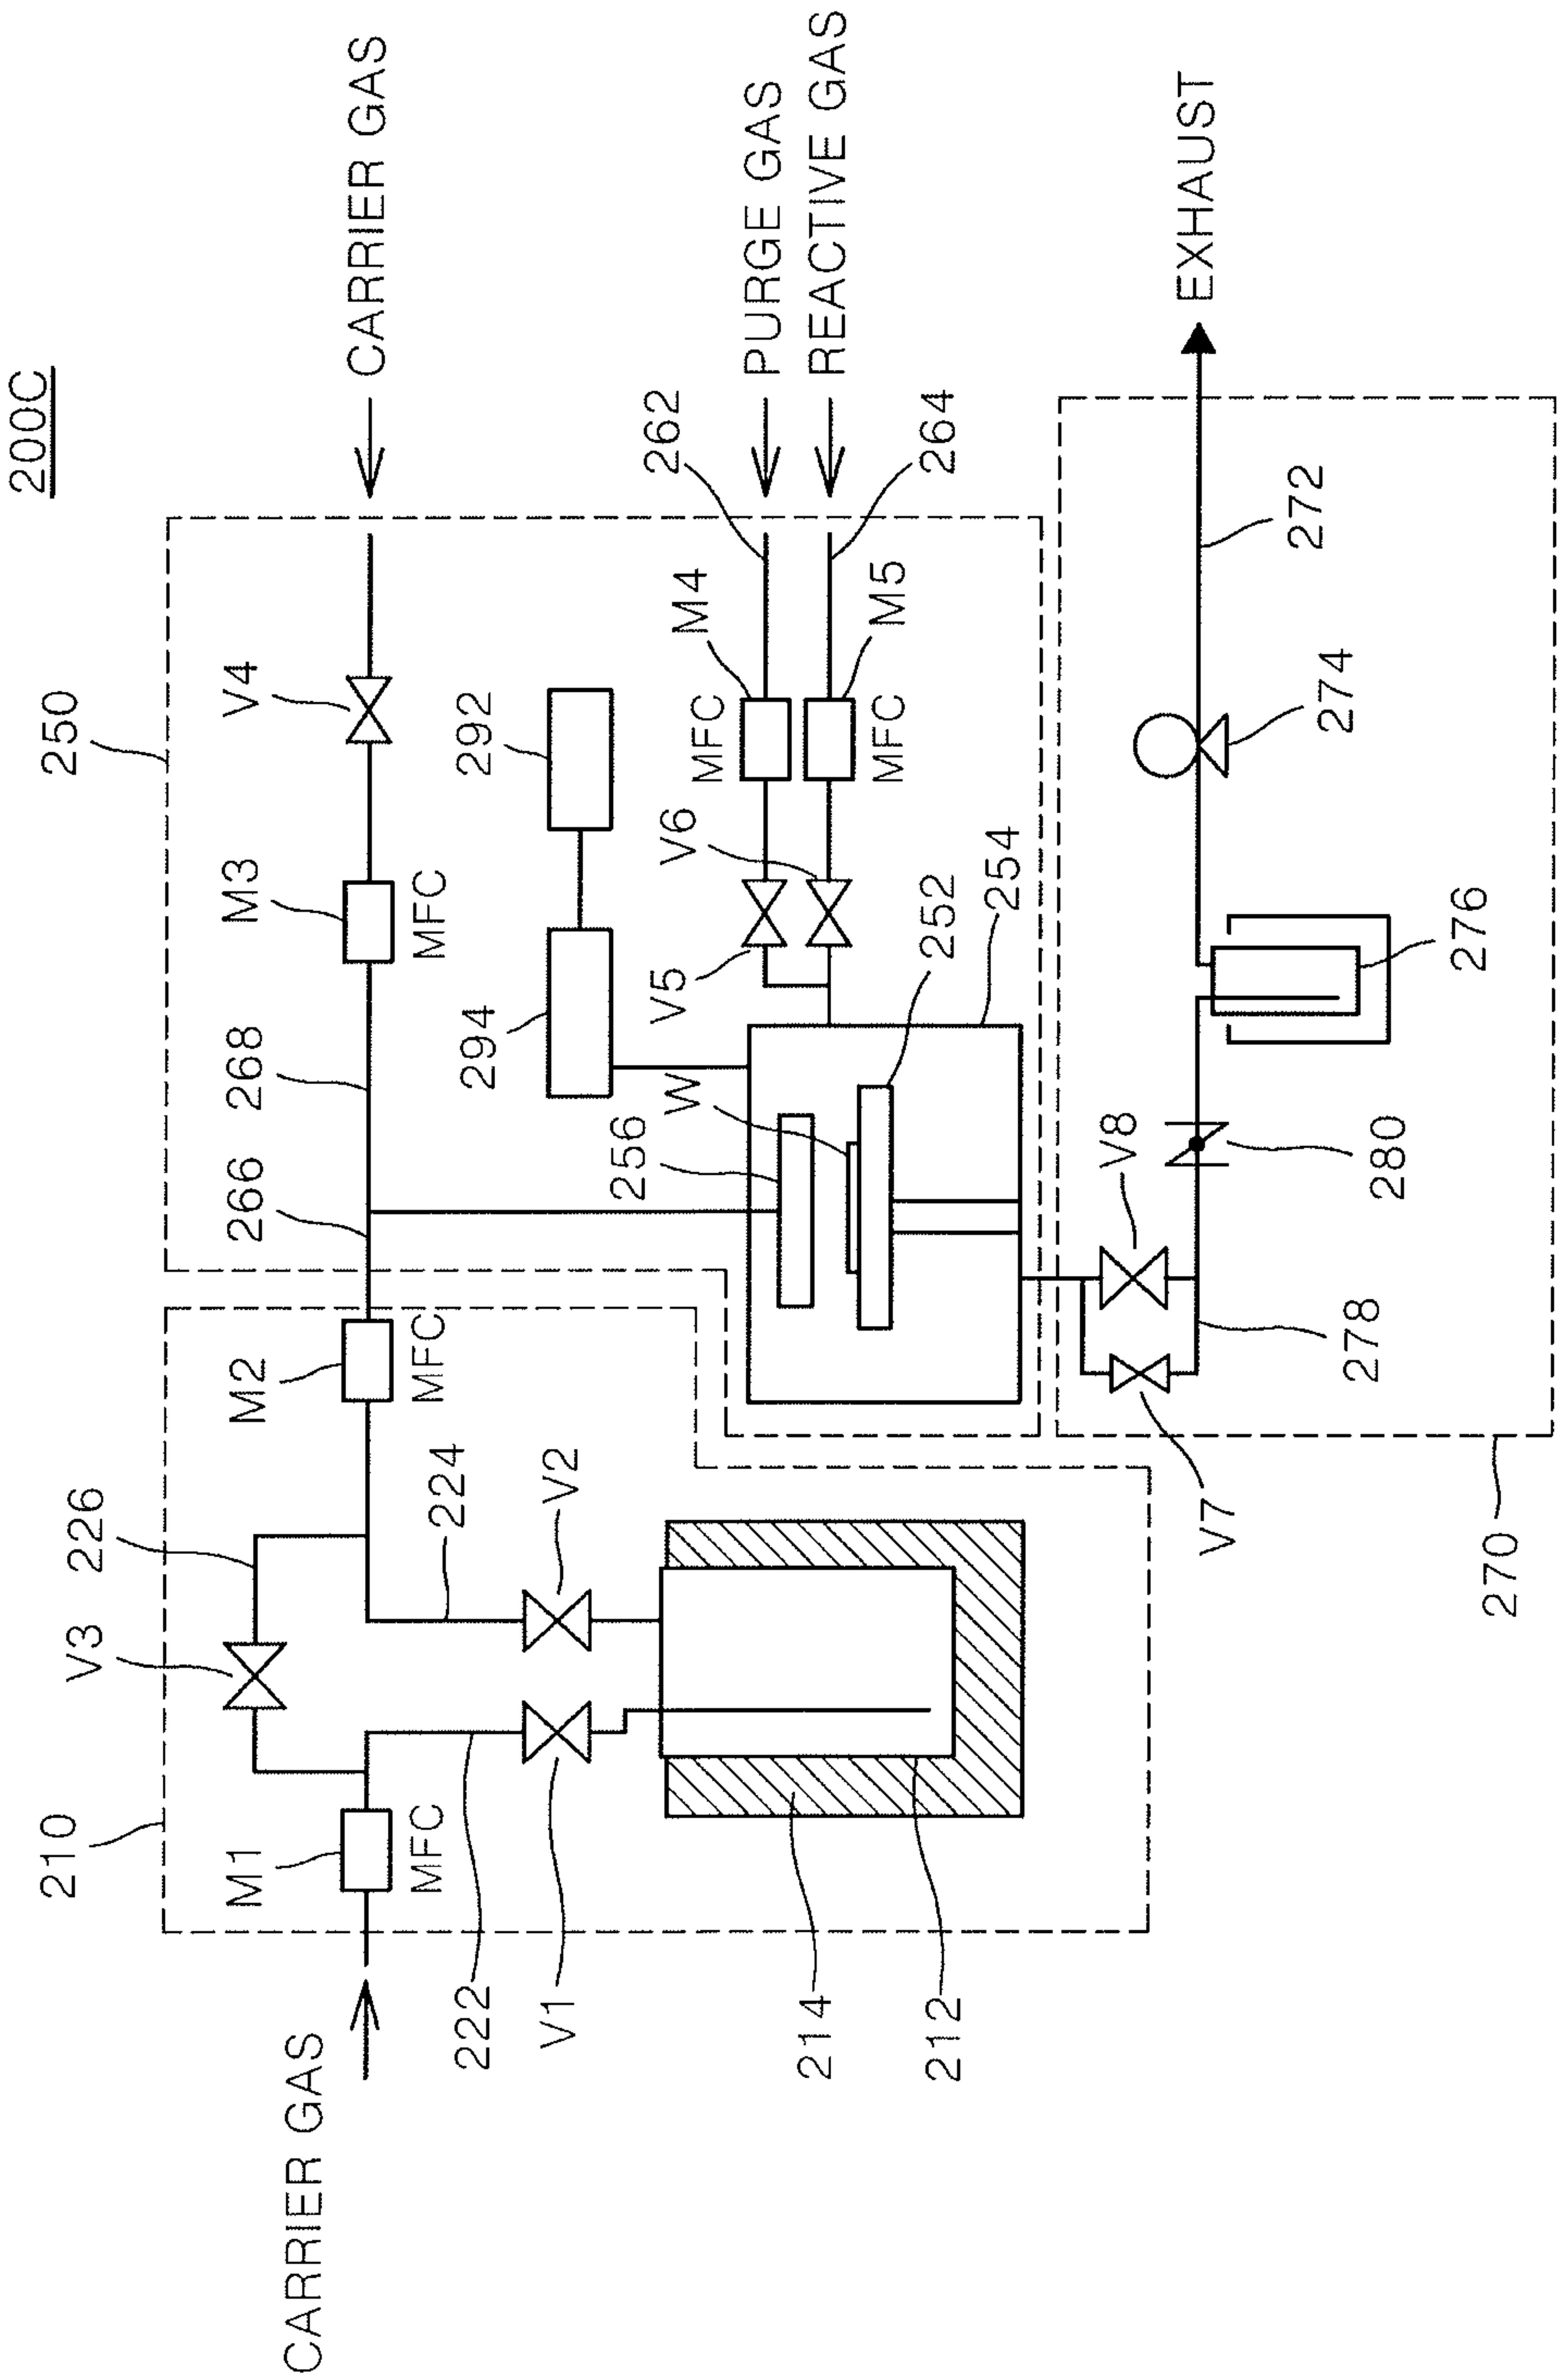 200C
250
V4
M3
MFC
268
266
CARRIER GAS
292
294
256
W
M4
MFC
M5
MFC
262
264
PURGE GAS
REACTIVE GAS
V5
V6
252
254
210
226
V3
M1
MFC
M2
MFC
CARRIER GAS
222
224
V1
V2
214
212
V8
V7
278
280
276
274
272
270
EXHAUST